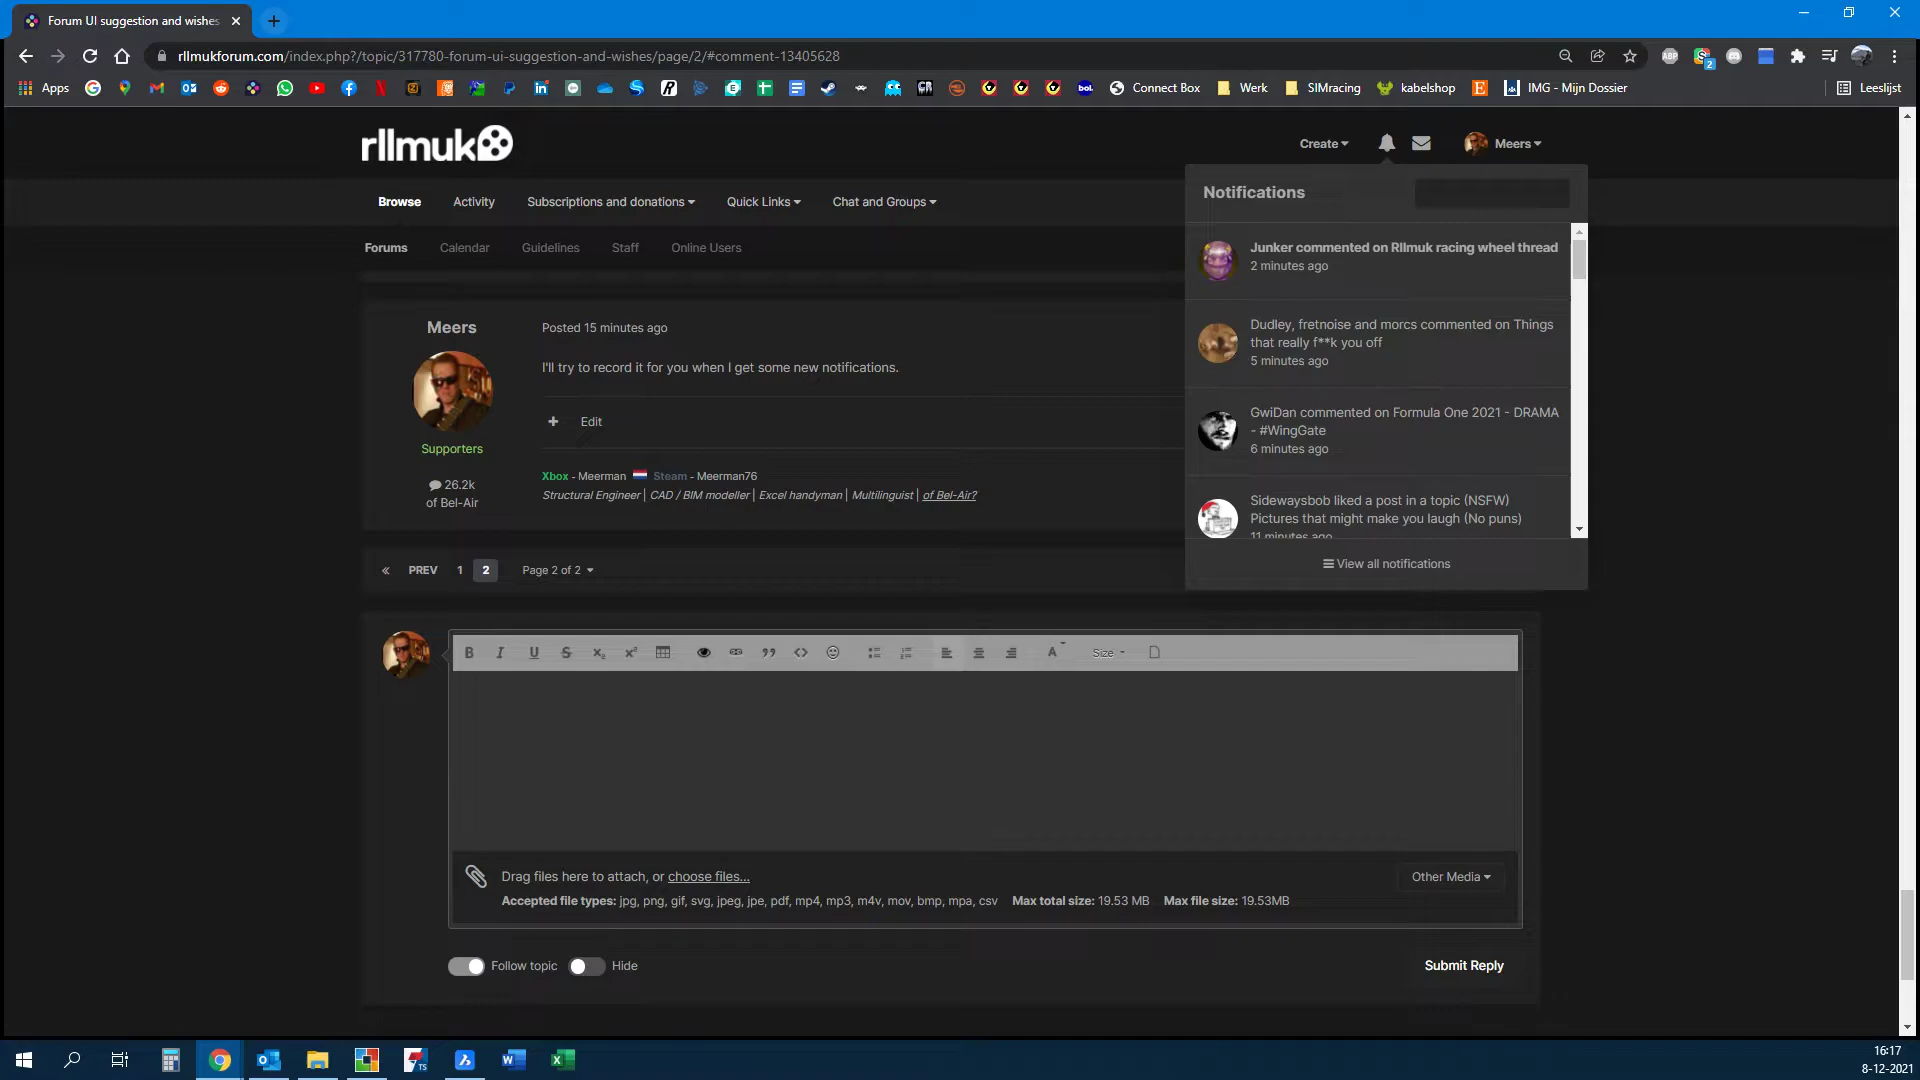 Forum UI suggestion and wishes
rllmukforum.com/index.php?/topic/317780-forum-ui-suggestion-and-wishes/page/2/#comment-13405628
Apps
Connect Box
Werk
SIMracing
kabelshop
IMG - Mijn Dossier
Leeslijst
rllmuk
Create
Meers
Browse
Activity
Subscriptions and donations
Quick Links
Chat and Groups
Forums
Calendar
Guidelines
Staff
Online Users
Notifications
Junker commented on Rllmuk racing wheel thread
2 minutes ago
Dudley, fretnoise and morcs commented on Things
that really f**k you off
5 minutes ago
GwiDan commented on Formula One 2021 - DRAMA
- #WingGate
6 minutes ago
Sidewaysbob liked a post in a topic (NSFW)
Pictures that might make you laugh (No puns)
11 minutes ago
View all notifications
Meers
Supporters
26.2k
of Bel-Air
Posted 15 minutes ago
I'll try to record it for you when I get some new notifications.
+ Edit
Xbox - Meerman Steam - Meerman76
Structural Engineer | CAD / BIM modeller | Excel handyman | Multilinguist | of Bel-Air?
« PREV 1 2 Page 2 of 2
B I U S x₂ x² A Size
Drag files here to attach, or choose files...
Accepted file types: jpg, png, gif, svg, jpeg, jpe, pdf, mp4, mp3, m4v, mov, bmp, mpa, csv Max total size: 19.53 MB Max file size: 19.53MB
Other Media
Follow topic
Hide
Submit Reply
16:17
8-12-2021